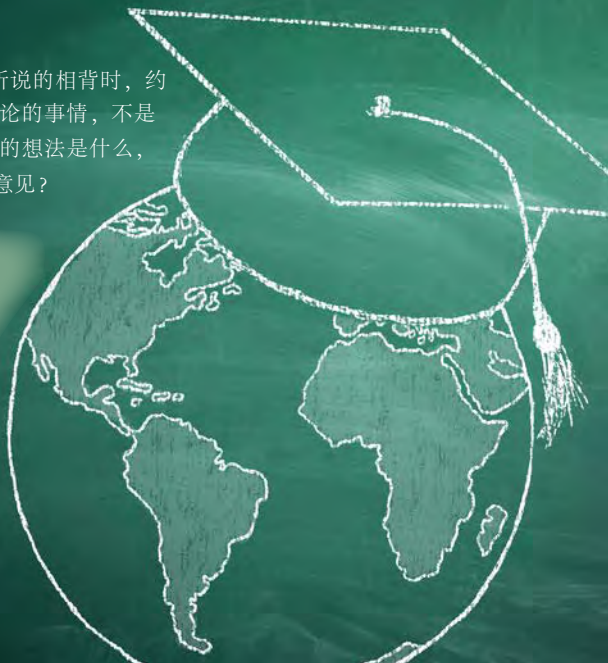 所说的相背时，约
论的事情，不是
的想法是什么，
意见？